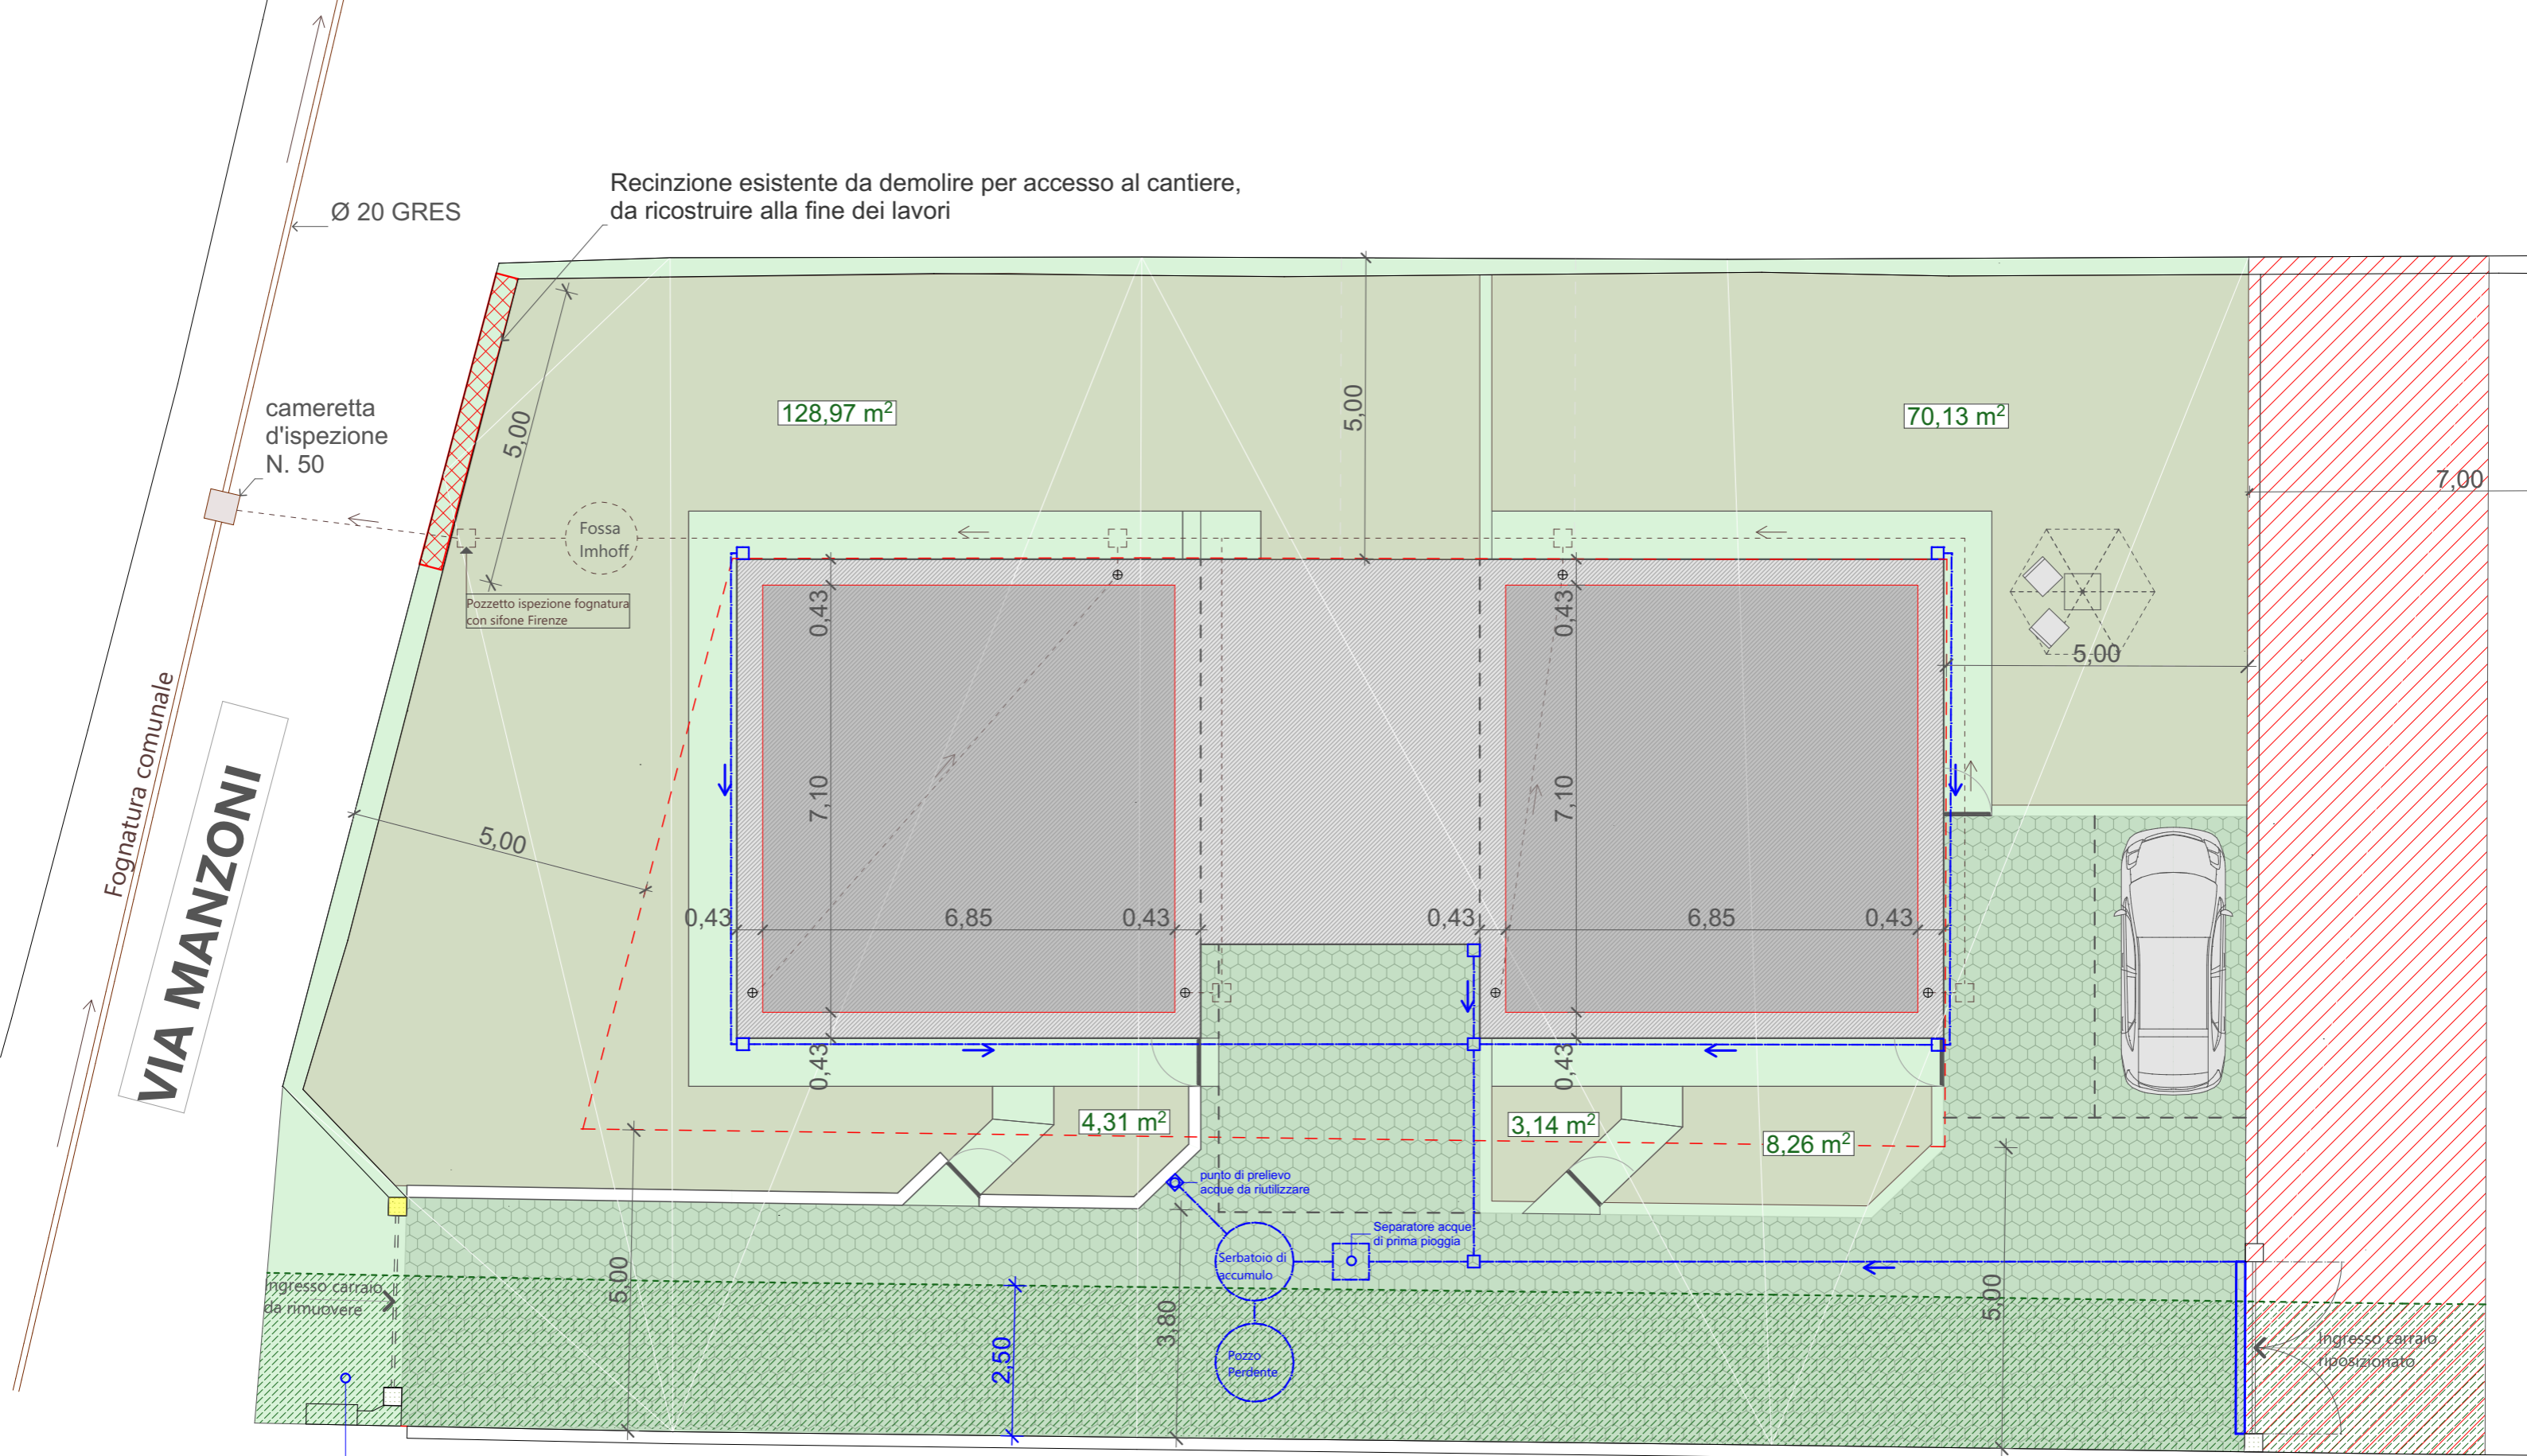 Recinzione esistente da demolire per accesso al cantiere,
da ricostruire alla fine dei lavori
Ø 20 GRES
cameretta
d'ispezione
N. 50
5,00
128,97 m²
5,00
70,13 m²
7,00
Fossa
Imhoff
Pozzetto ispezione fognatura
con sifone Firenze
0,43
0,43
5,00
Fognatura comunale
VIA MANZONI
5,00
7,10
7,10
0,43
6,85
0,43
0,43
6,85
0,43
0,43
0,43
4,31 m²
3,14 m²
8,26 m²
punto di prelievo
acque da riutilizzare
Separatore acque
di prima pioggia
Serbatoio di
accumulo
Ingresso carraio
da rimuovere
5,00
2,50
3,80
5,00
Pozzo
Perdente
Ingresso carraio
riposizionato